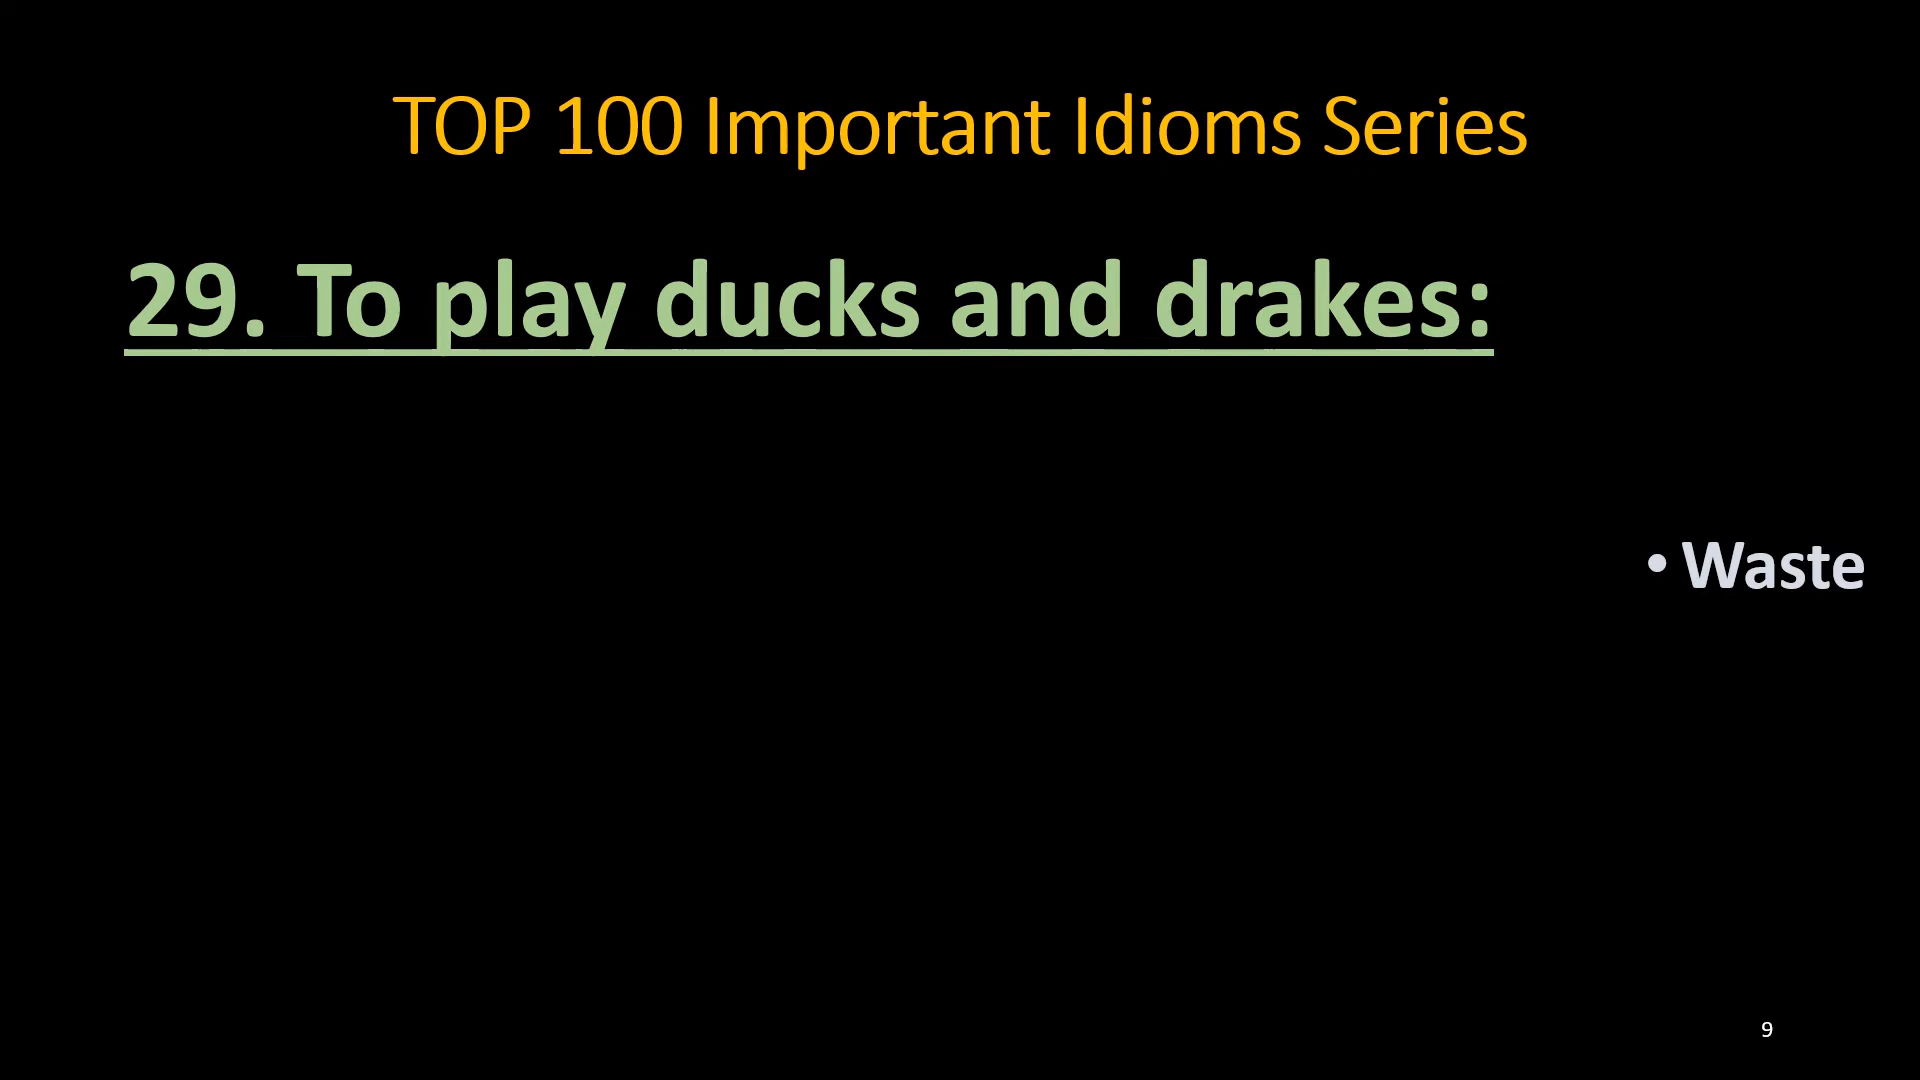 TOP 100 Important Idioms Series
29. To play ducks and drakes:
• Waste
9